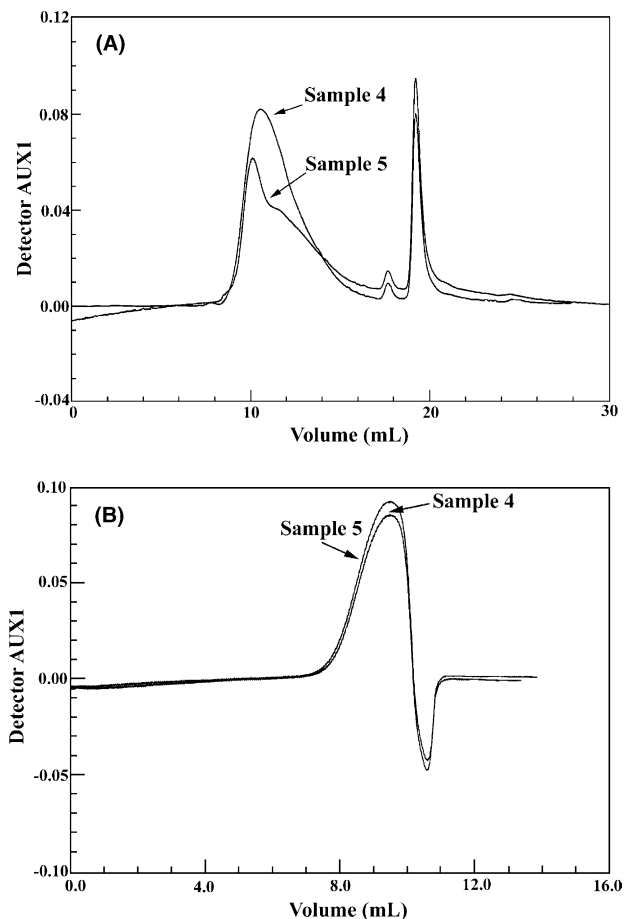 0.12
(A)
Sample 4
0.08
Sample 5
0.04
0.00
-0.04
0
10
20
30
Detector AUX1
Volume (mL)
0.10
(B)
Sample 4
Sample 5
0.05
0.00
-0.05
-0.10
0.0
4.0
8.0
12.0
16.0
Detector AUX1
Volume (mL)